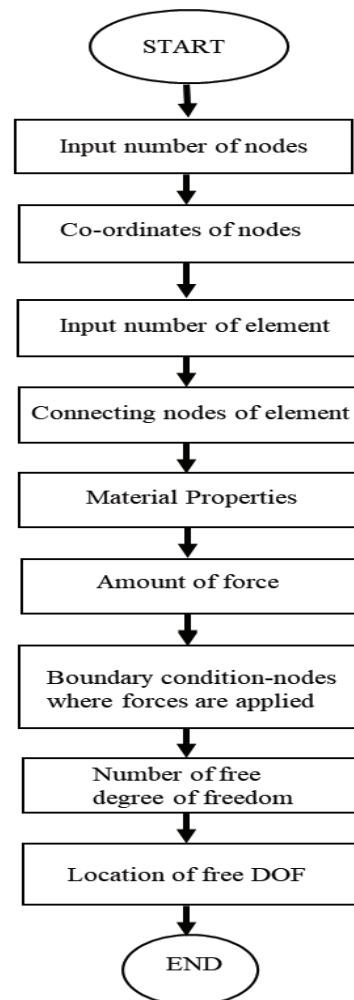 START
Input number of nodes
Co-ordinates of nodes
Input number of element
Connecting nodes of element
Material Properties
Amount of force
Boundary condition-nodes
where forces are applied
Number of free
degree of freedom
Location of free DOF
END